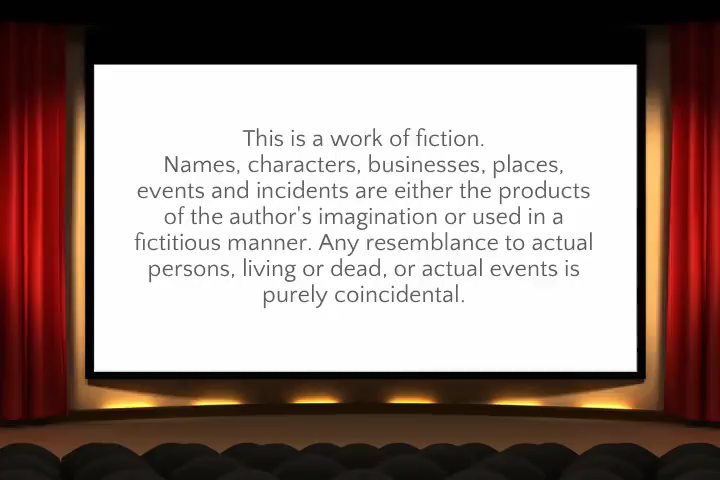 This is a work of fiction.
Names, characters, businesses, places,
events and incidents are either the products
of the author's imagination or used in a
fictitious manner. Any resemblance to actual
persons, living or dead, or actual events is
purely coincidental.